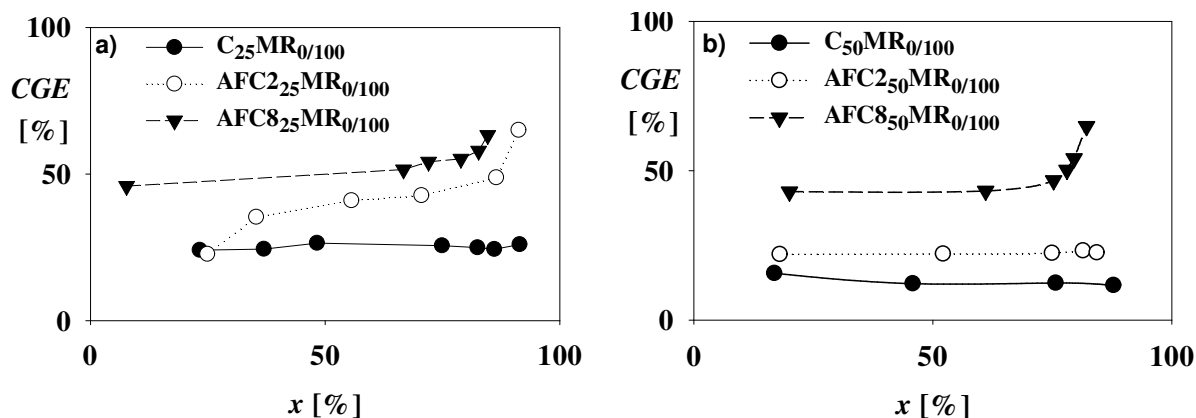 100
a)
C25MR0/100
AFC225MR0/100
AFC825MR0/100
CGE
[%]
50
0
0 50 100
x [%]
100
b)
C50MR0/100
AFC250MR0/100
AFC850MR0/100
CGE
[%]
50
0
0 50 100
x [%]